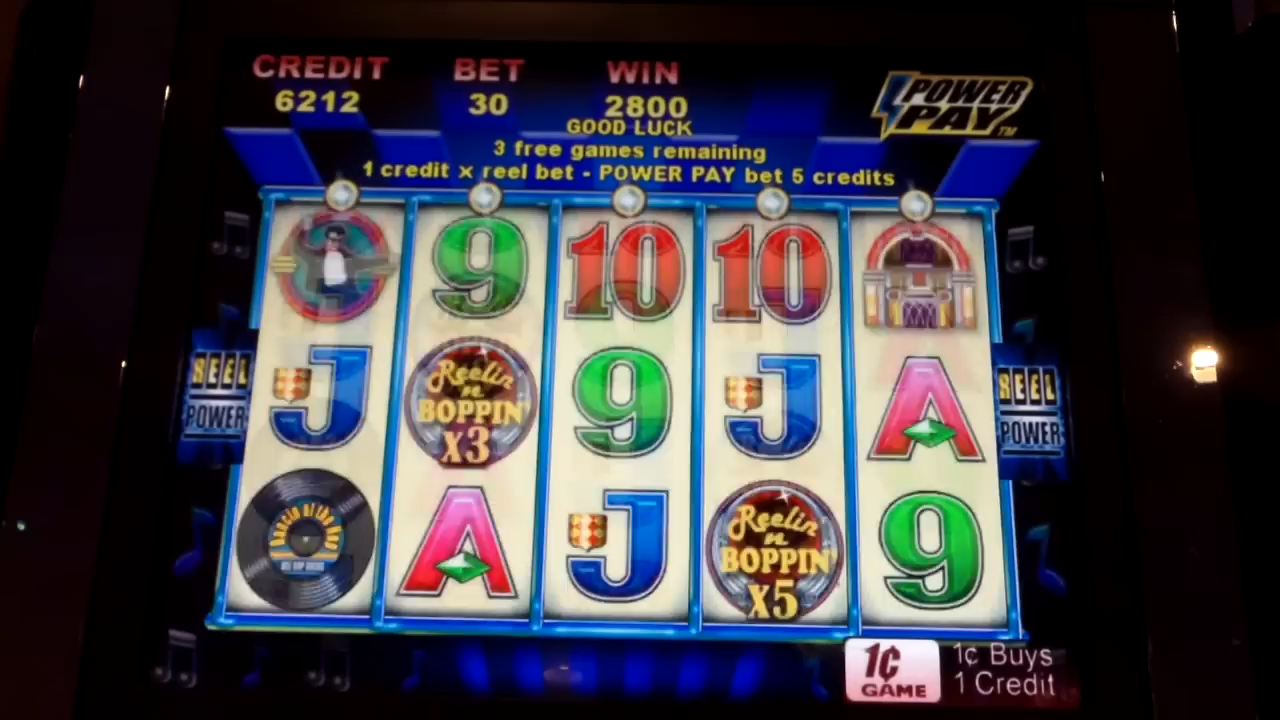 CREDIT BET WIN
6212 30 2800
POWER PAY TM
GOOD LUCK
3 free games remaining
1 credit x reel bet - POWER PAY bet 5 credits
9 10 10
REEL POWER
J
Reelin n BOPPIN' x3
9
J
A
REEL POWER
A
J
Reelin n BOPPIN' x5
9
1¢ GAME
1¢ Buys
1 Credit